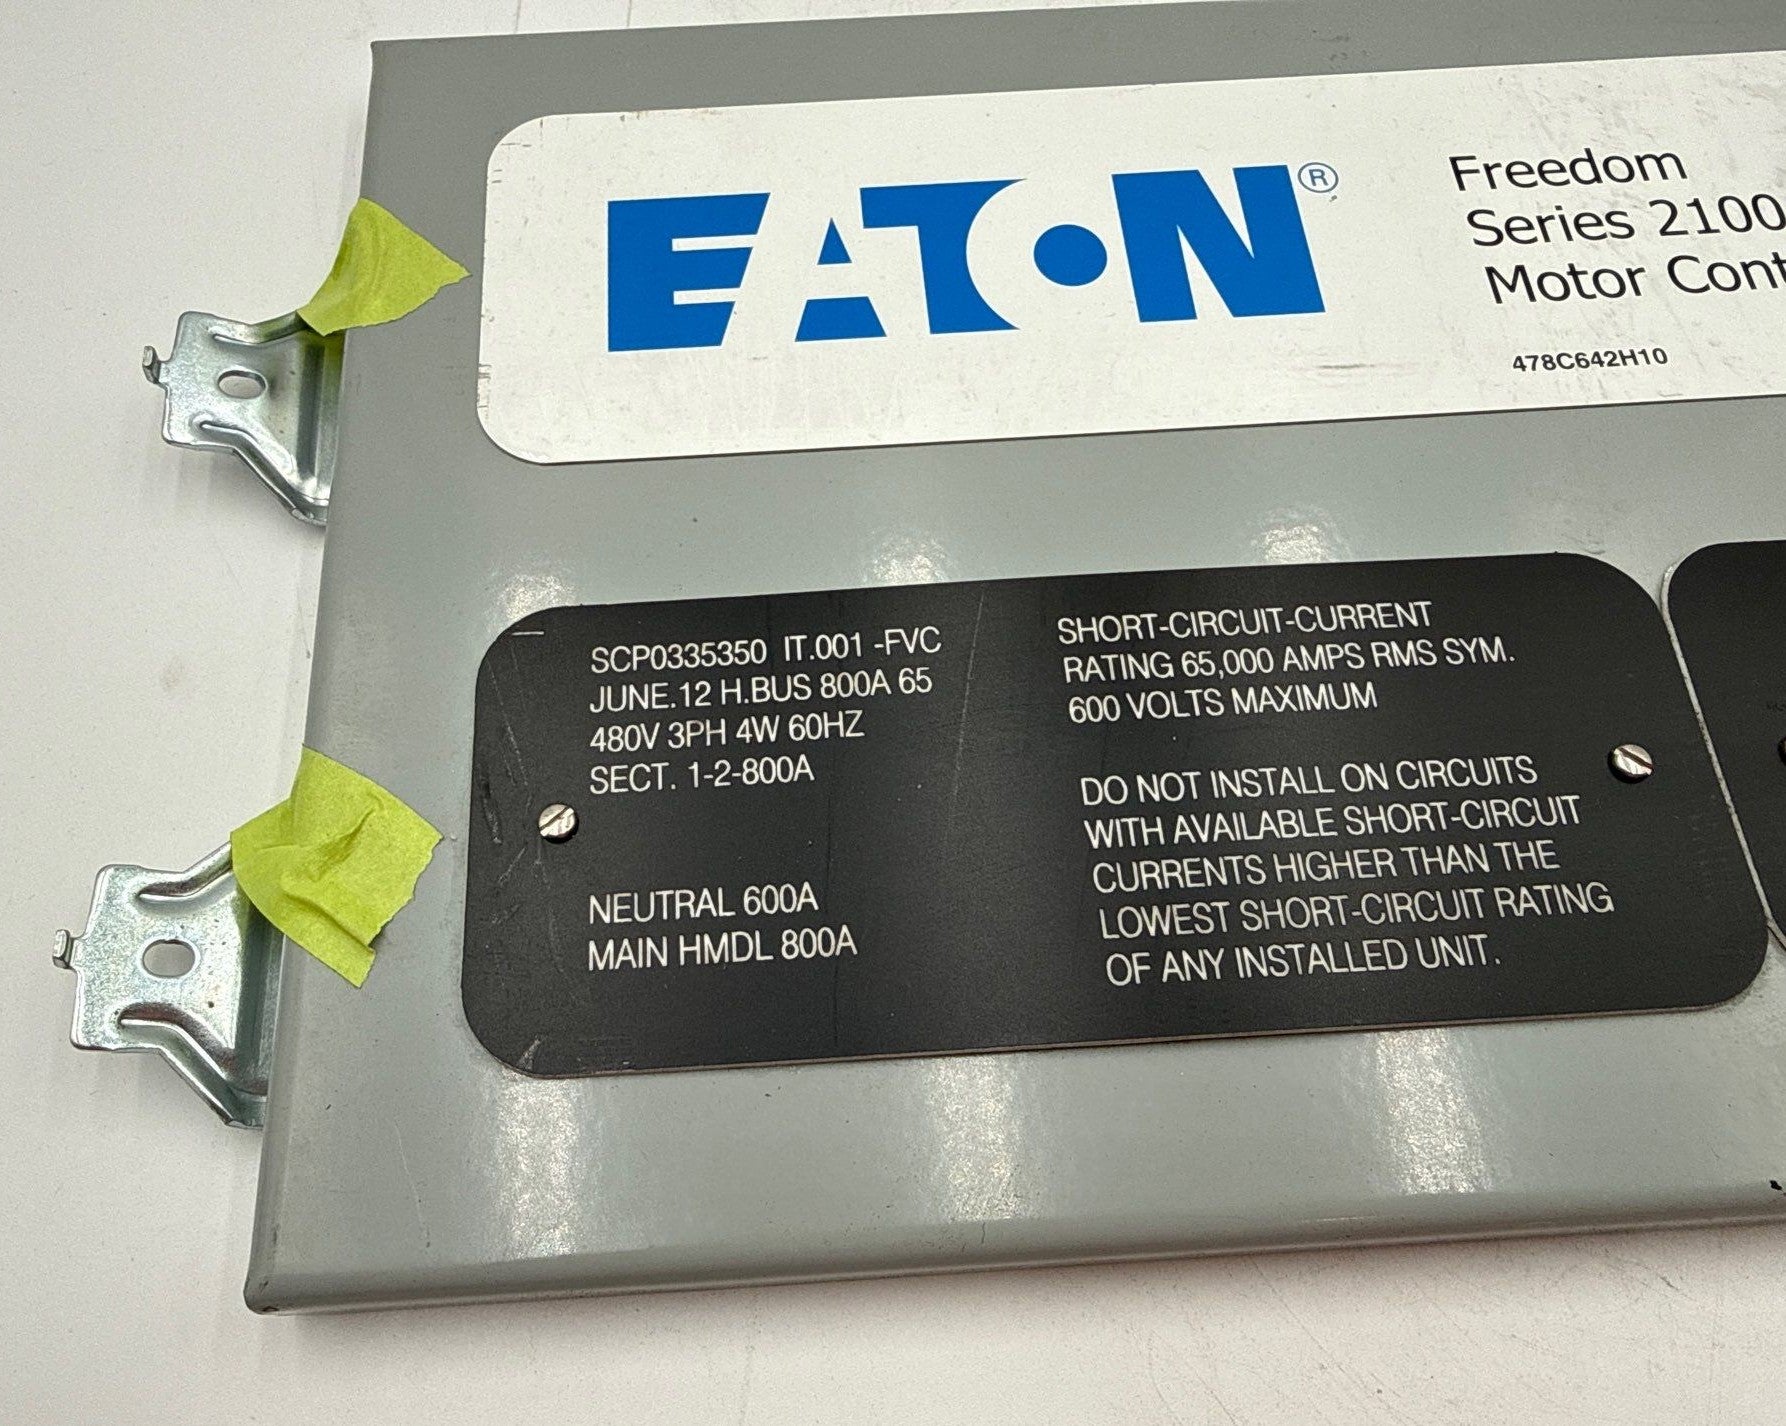 EATON®
Freedom
Series 2100
Motor Cont
478C642H10
SCP0335350 IT.001 -FVC
JUNE.12 H.BUS 800A 65
480V 3PH 4W 60HZ
SECT. 1-2-800A
NEUTRAL 600A
MAIN HMDL 800A
SHORT-CIRCUIT-CURRENT
RATING 65,000 AMPS RMS SYM.
600 VOLTS MAXIMUM
DO NOT INSTALL ON CIRCUITS
WITH AVAILABLE SHORT-CIRCUIT
CURRENTS HIGHER THAN THE
LOWEST SHORT-CIRCUIT RATING
OF ANY INSTALLED UNIT.